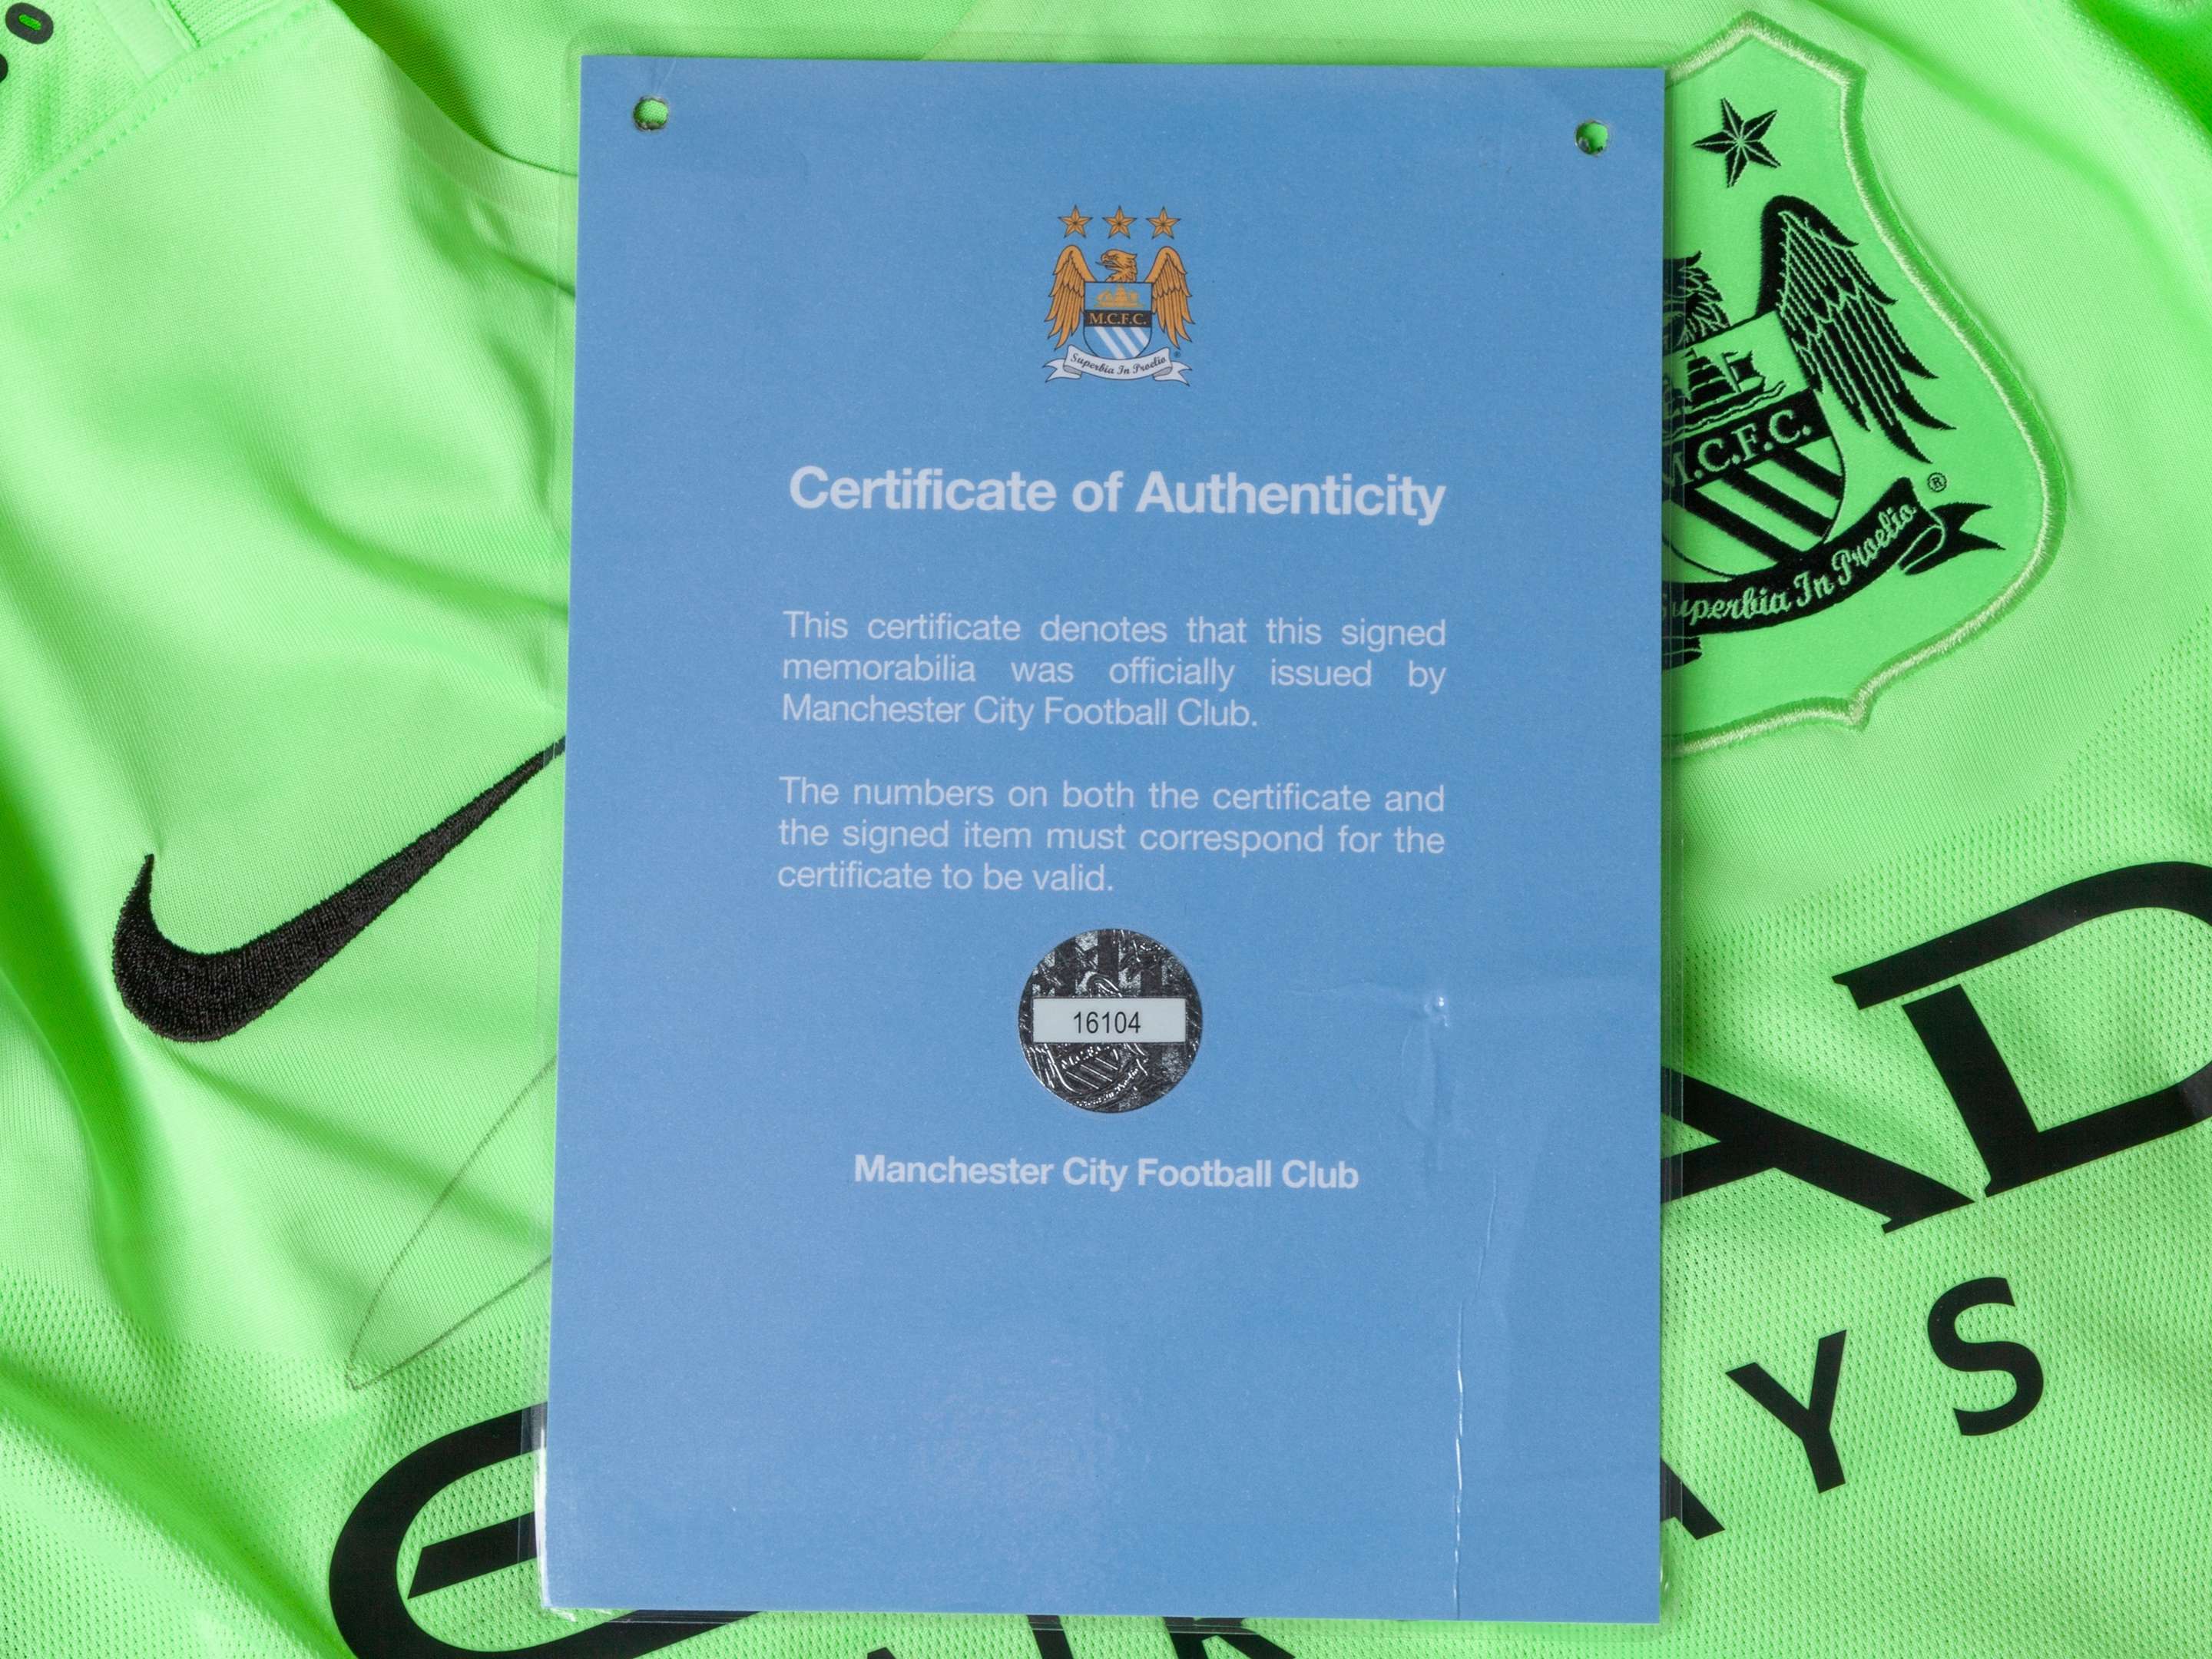 M.C.F.C.
Superbia In Proelio
Certificate of Authenticity
This certificate denotes that this signed
memorabilia was officially issued by
Manchester City Football Club.
The numbers on both the certificate and
the signed item must correspond for the
certificate to be valid.
16104
Manchester City Football Club
M.C.F.C.
®
Superbia In Proelio
AD
AYS